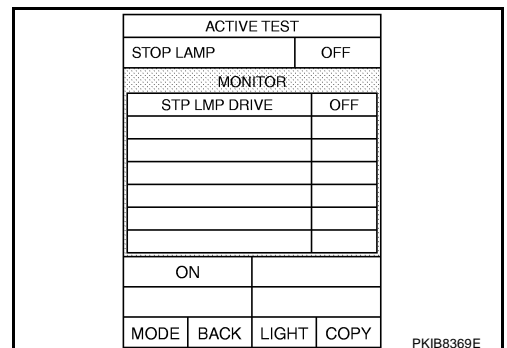 ACTIVE TEST
STOP LAMP OFF
MONITOR
STP LMP DRIVE OFF
ON
MODE BACK LIGHT COPY
PKIB8369E